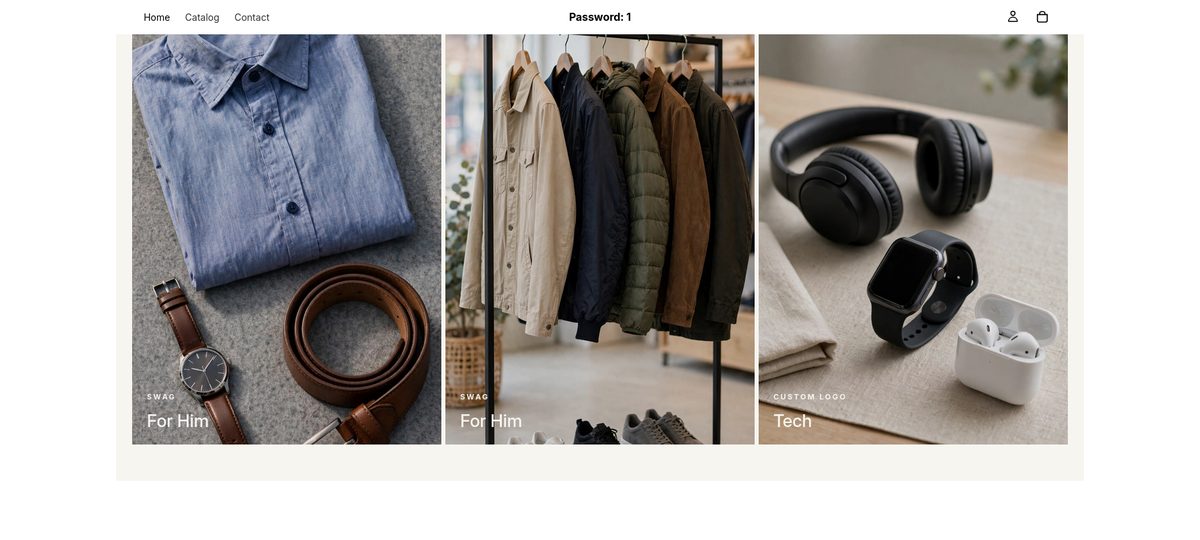 Home Catalog Contact Password: 1
SWAG
For Him
SWAG
For Him
CUSTOM LOGO
Tech